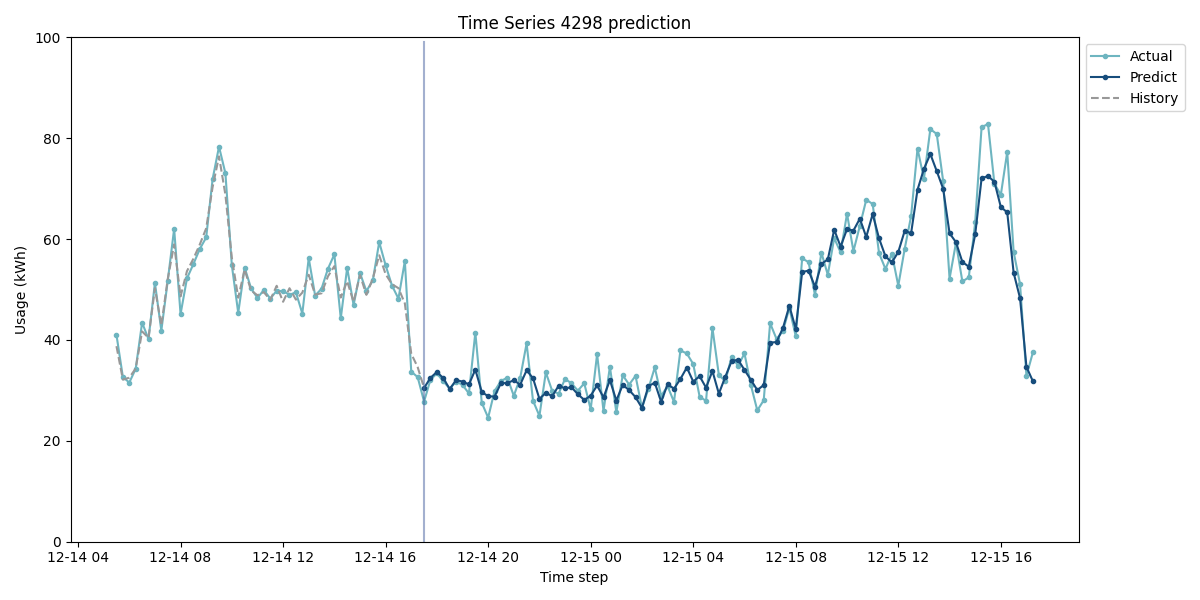 Time Series 4298 prediction
100
80
60
40
20
0
Usage (kWh)
12-14 04
12-14 08
12-14 12
12-14 16
12-14 20
12-15 00
12-15 04
12-15 08
12-15 12
12-15 16
Time step
Actual
Predict
History